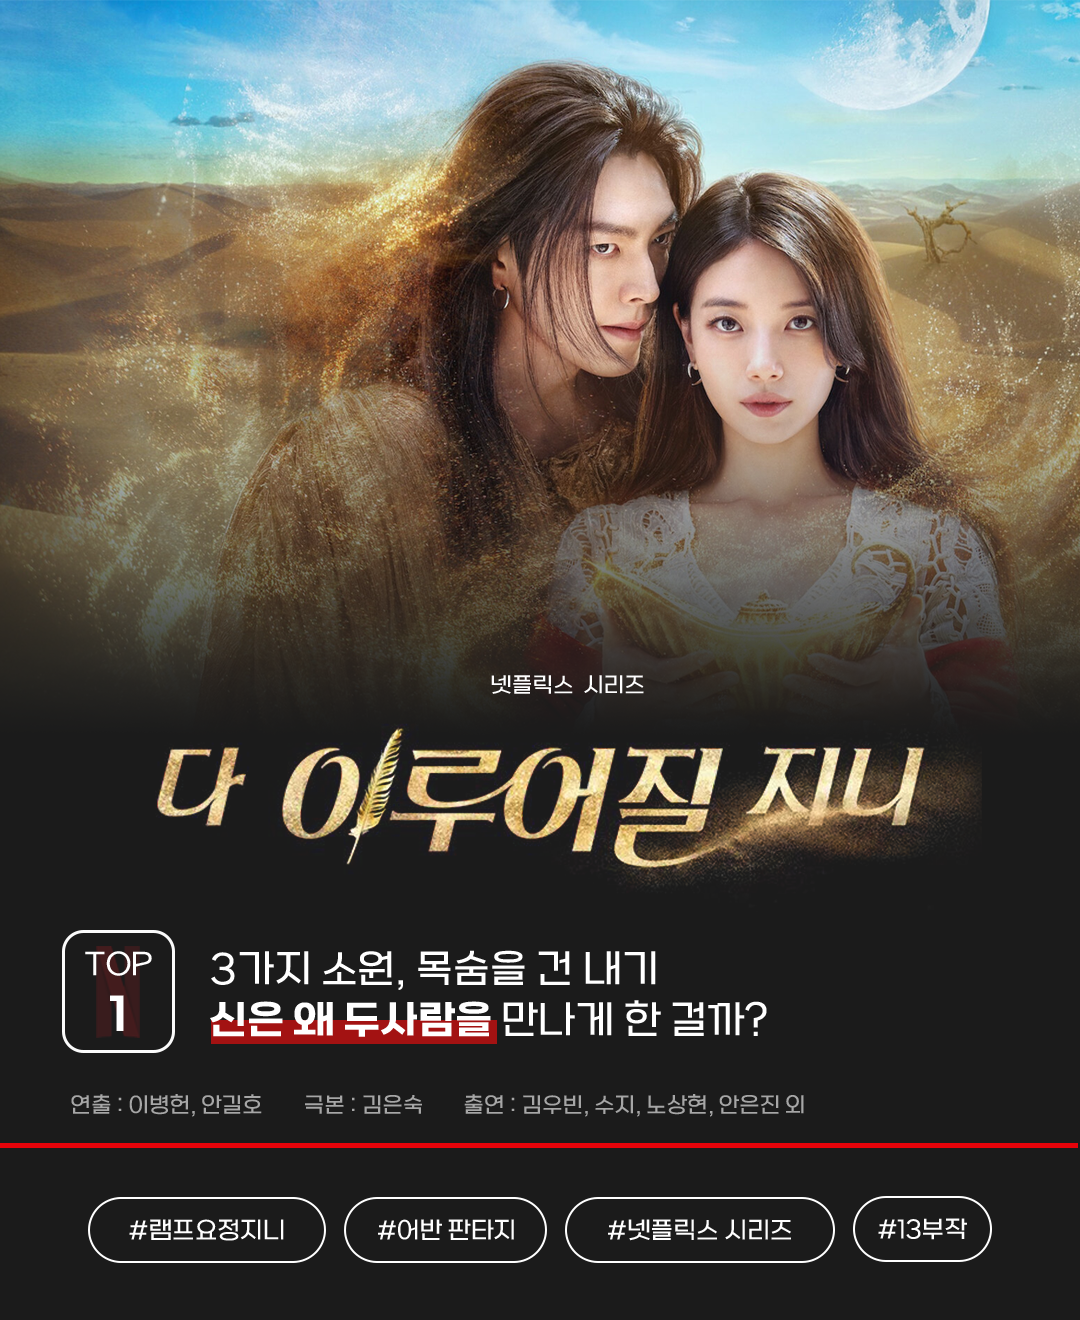 넷플릭스 시리즈
다 이루어질 지니
TOP
1
3가지 소원, 목숨을 건 내기
신은 왜 두사람을 만나게 한 걸까?
연출 : 이병헌, 안길호 극본 : 김은숙 출연 : 김우빈, 수지, 노상현, 안은진 외
#램프요정지니 #어반 판타지 #넷플릭스 시리즈 #13부작